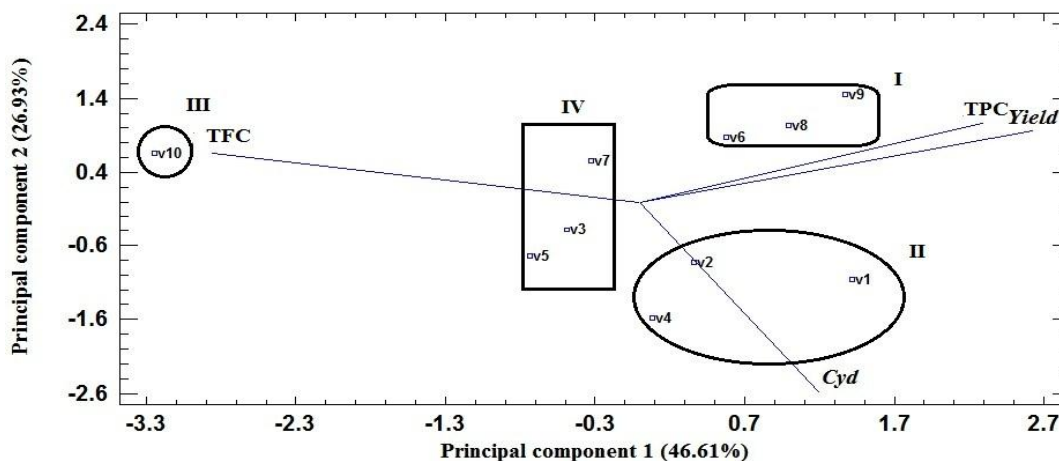 2.4
1.4
0.4
-0.6
-1.6
-2.6
Principal component 2 (26.93%)
III
v10
TFC
IV
v7
v3
v5
I
v9
v8
v6
TPC
Yield
II
v2
v1
v4
Cyd
-3.3
-2.3
-1.3
-0.3
0.7
1.7
2.7
Principal component 1 (46.61%)